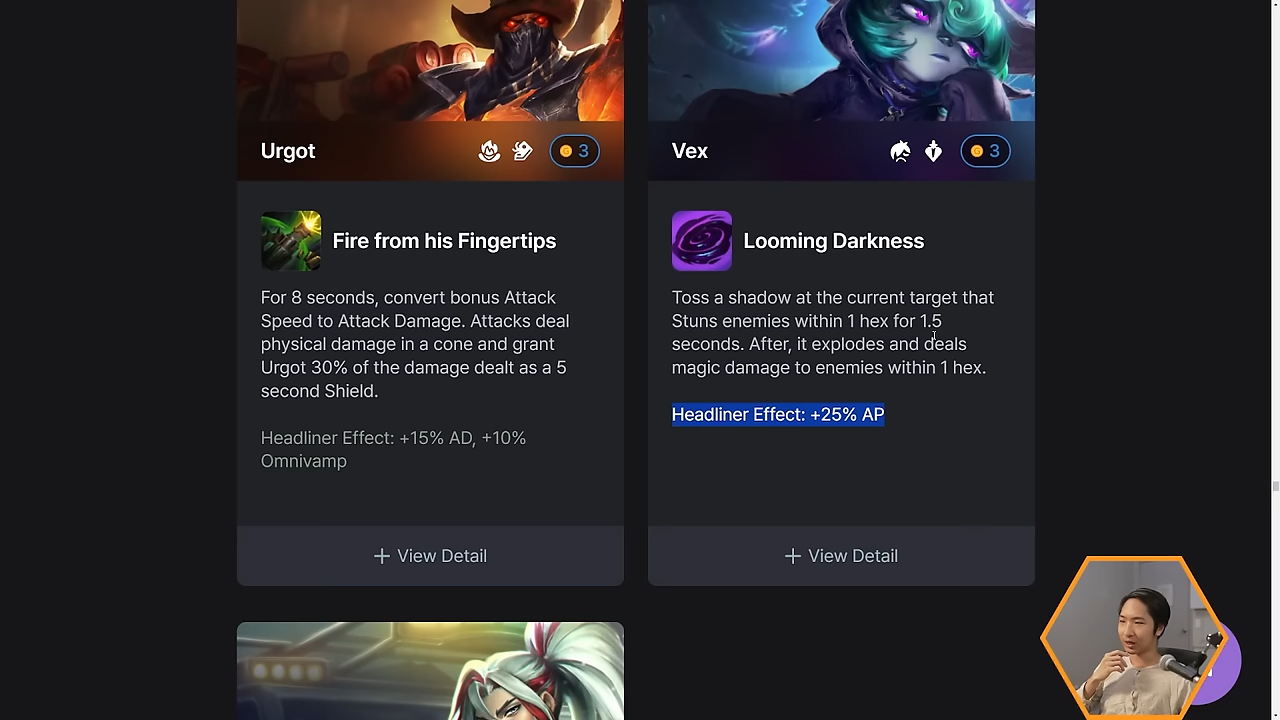 Urgot
3
Fire from his Fingertips
For 8 seconds, convert bonus Attack
Speed to Attack Damage. Attacks deal
physical damage in a cone and grant
Urgot 30% of the damage dealt as a 5
second Shield.
Headliner Effect: +15% AD, +10%
Omnivamp
+ View Detail
Vex
3
Looming Darkness
Toss a shadow at the current target that
Stuns enemies within 1 hex for 1.5
seconds. After, it explodes and deals
magic damage to enemies within 1 hex.
Headliner Effect: +25% AP
+ View Detail